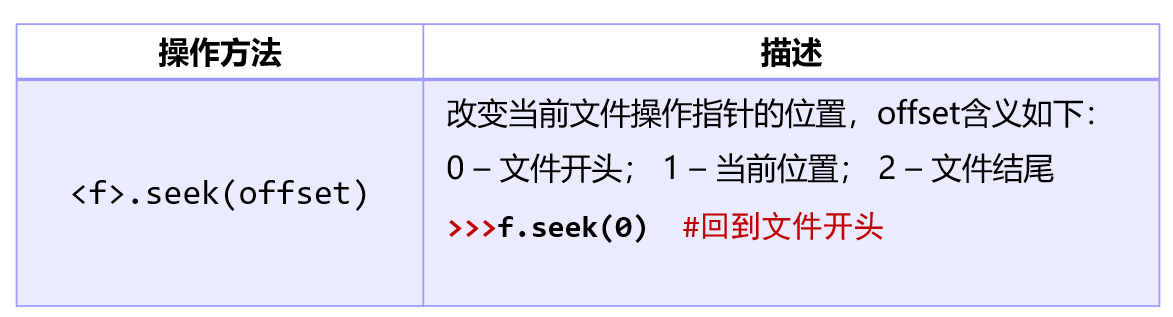 操作方法
描述
<f>.seek(offset)
改变当前文件操作指针的位置，offset含义如下：
0 – 文件开头； 1 – 当前位置； 2 – 文件结尾
>>>f.seek(0) #回到文件开头